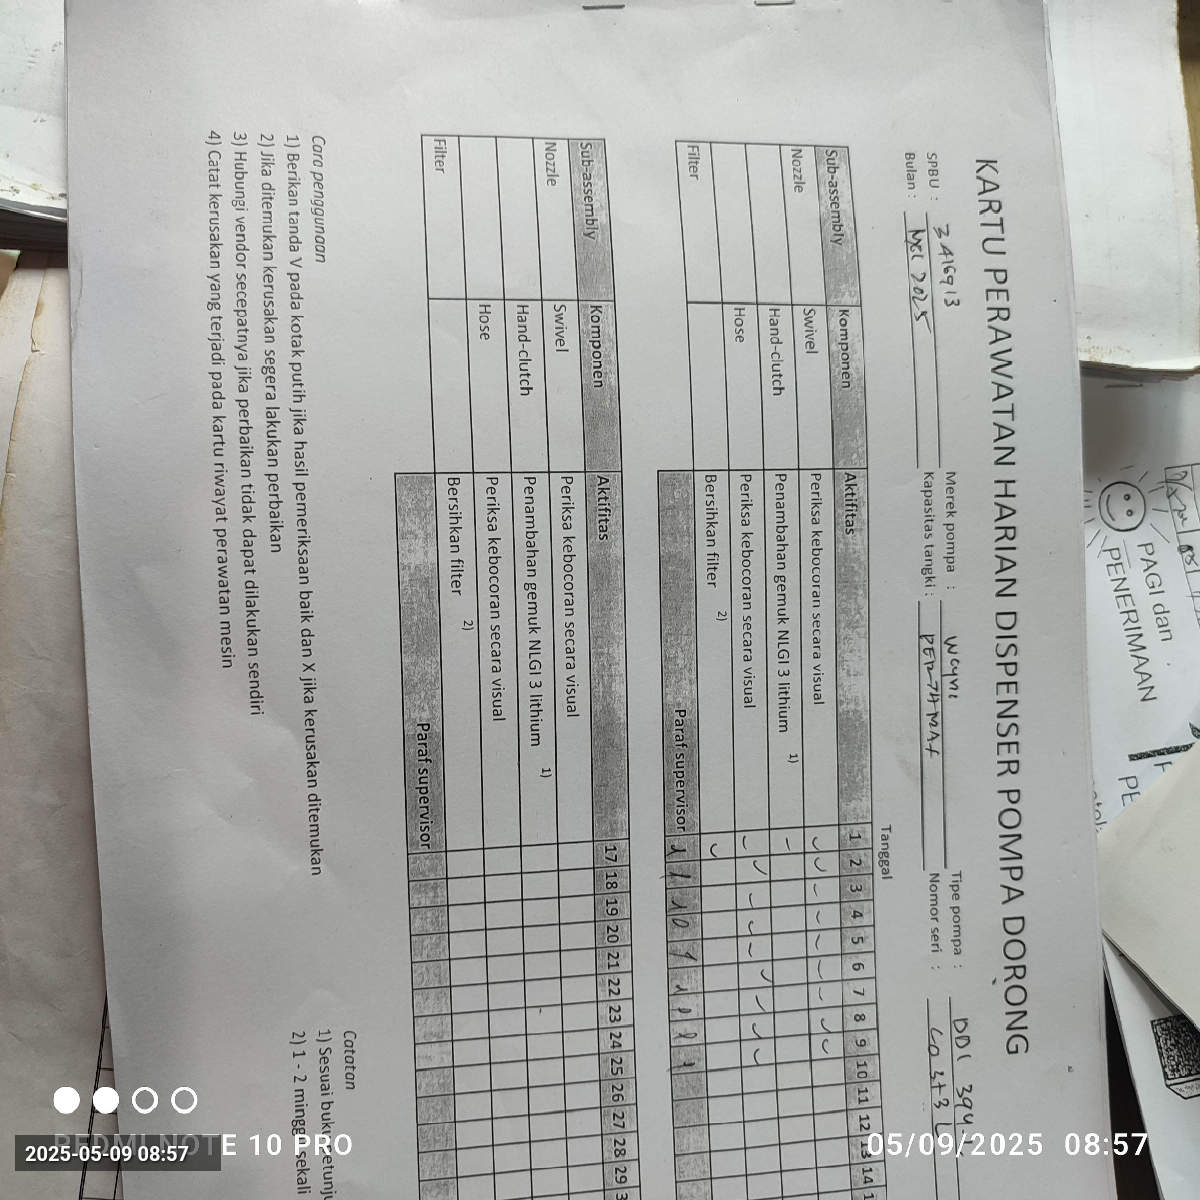 KARTU PERAWATAN HARIAN DISPENSER POMPA DORONG
SPBU : 3416913 Merek pompa : Wayne Tipe pompa : DDC 394
Bulan : Mei 2025 Kapasitas tangki : PERTAMAX Nomor seri :
Tanggal
Sub-assembly Komponen Aktifitas 1 2 3 4 5 6 7 8 9 10 11 12 13 14
Nozzle Swivel Periksa kebocoran secara visual
Hand-clutch Penambahan gemuk NLGI 3 lithium 1)
Hose Periksa kebocoran secara visual
Filter Bersihkan filter 2)
Paraf supervisor
Sub-assembly Komponen Aktifitas 17 18 19 20 21 22 23 24 25 26 27 28 29 3
Nozzle Swivel Periksa kebocoran secara visual
Hand-clutch Penambahan gemuk NLGI 3 lithium 1)
Hose Periksa kebocoran secara visual
Filter Bersihkan filter 2)
Paraf supervisor
Cara penggunaan
1) Berikan tanda V pada kotak putih jika hasil pemeriksaan baik dan X jika kerusakan ditemukan
2) Jika ditemukan kerusakan segera lakukan perbaikan
3) Hubungi vendor secepatnya jika perbaikan tidak dapat dilakukan sendiri
4) Catat kerusakan yang terjadi pada kartu riwayat perawatan mesin
Catatan
1) Sesuai buku petunj
2) 1 - 2 minggu sekali
PAGI dan
PENERIMAAN
REDMI NOTE 10 PRO
05/09/2025 08:57
2025-05-09 08:57